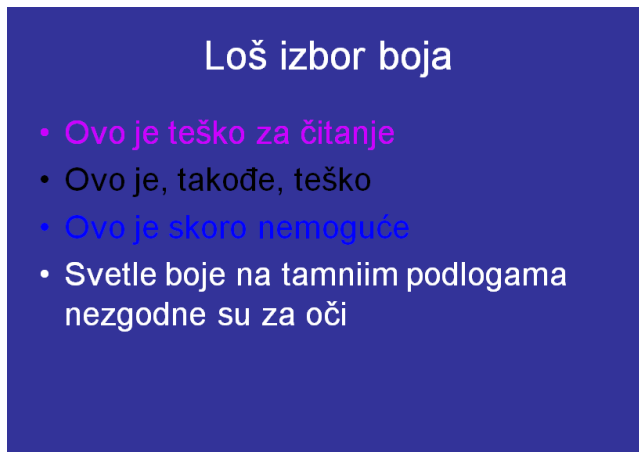 Loš izbor boja
• Ovo je teško za čitanje
• Ovo je, takođe, teško
• Ovo je skoro nemoguće
• Svetle boje na tamniim podlogama
nezgodne su za oči